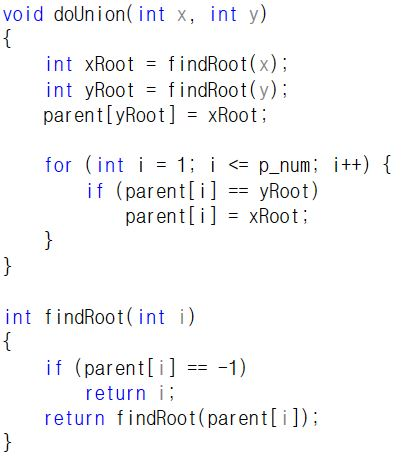 void doUnion(int x, int y)
{
    int xRoot = findRoot(x);
    int yRoot = findRoot(y);
    parent[yRoot] = xRoot;

    for (int i = 1; i <= p_num; i++) {
        if (parent[i] == yRoot)
            parent[i] = xRoot;
    }
}

int findRoot(int i)
{
    if (parent[i] == -1)
        return i;
    return findRoot(parent[i]);
}